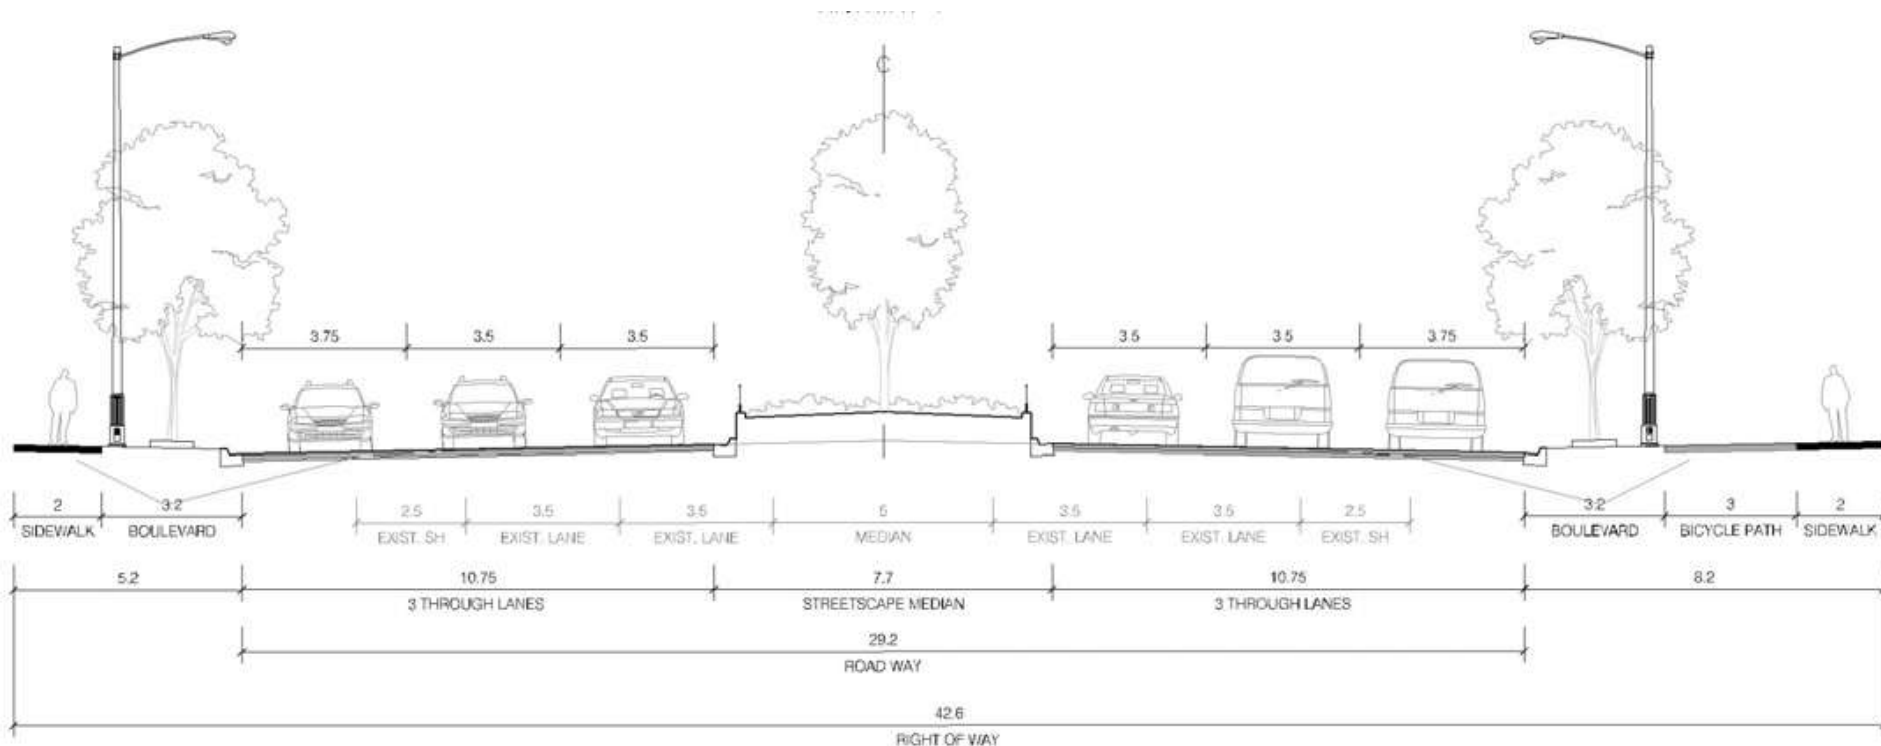 C
3.75 3.5 3.5 3.5 3.5 3.75
2 3.2 2.5 3.5 3.5 5 3.5 3.5 2.5 3.2 3 2
SIDEWALK BOULEVARD EXIST. SH EXIST. LANE EXIST. LANE MEDIAN EXIST. LANE EXIST. LANE EXIST. SH BOULEVARD BICYCLE PATH SIDEWALK
5.2 10.75 7.7 10.75 8.2
3 THROUGH LANES STREETSCAPE MEDIAN 3 THROUGH LANES
29.2
ROAD WAY
42.6
RIGHT OF WAY